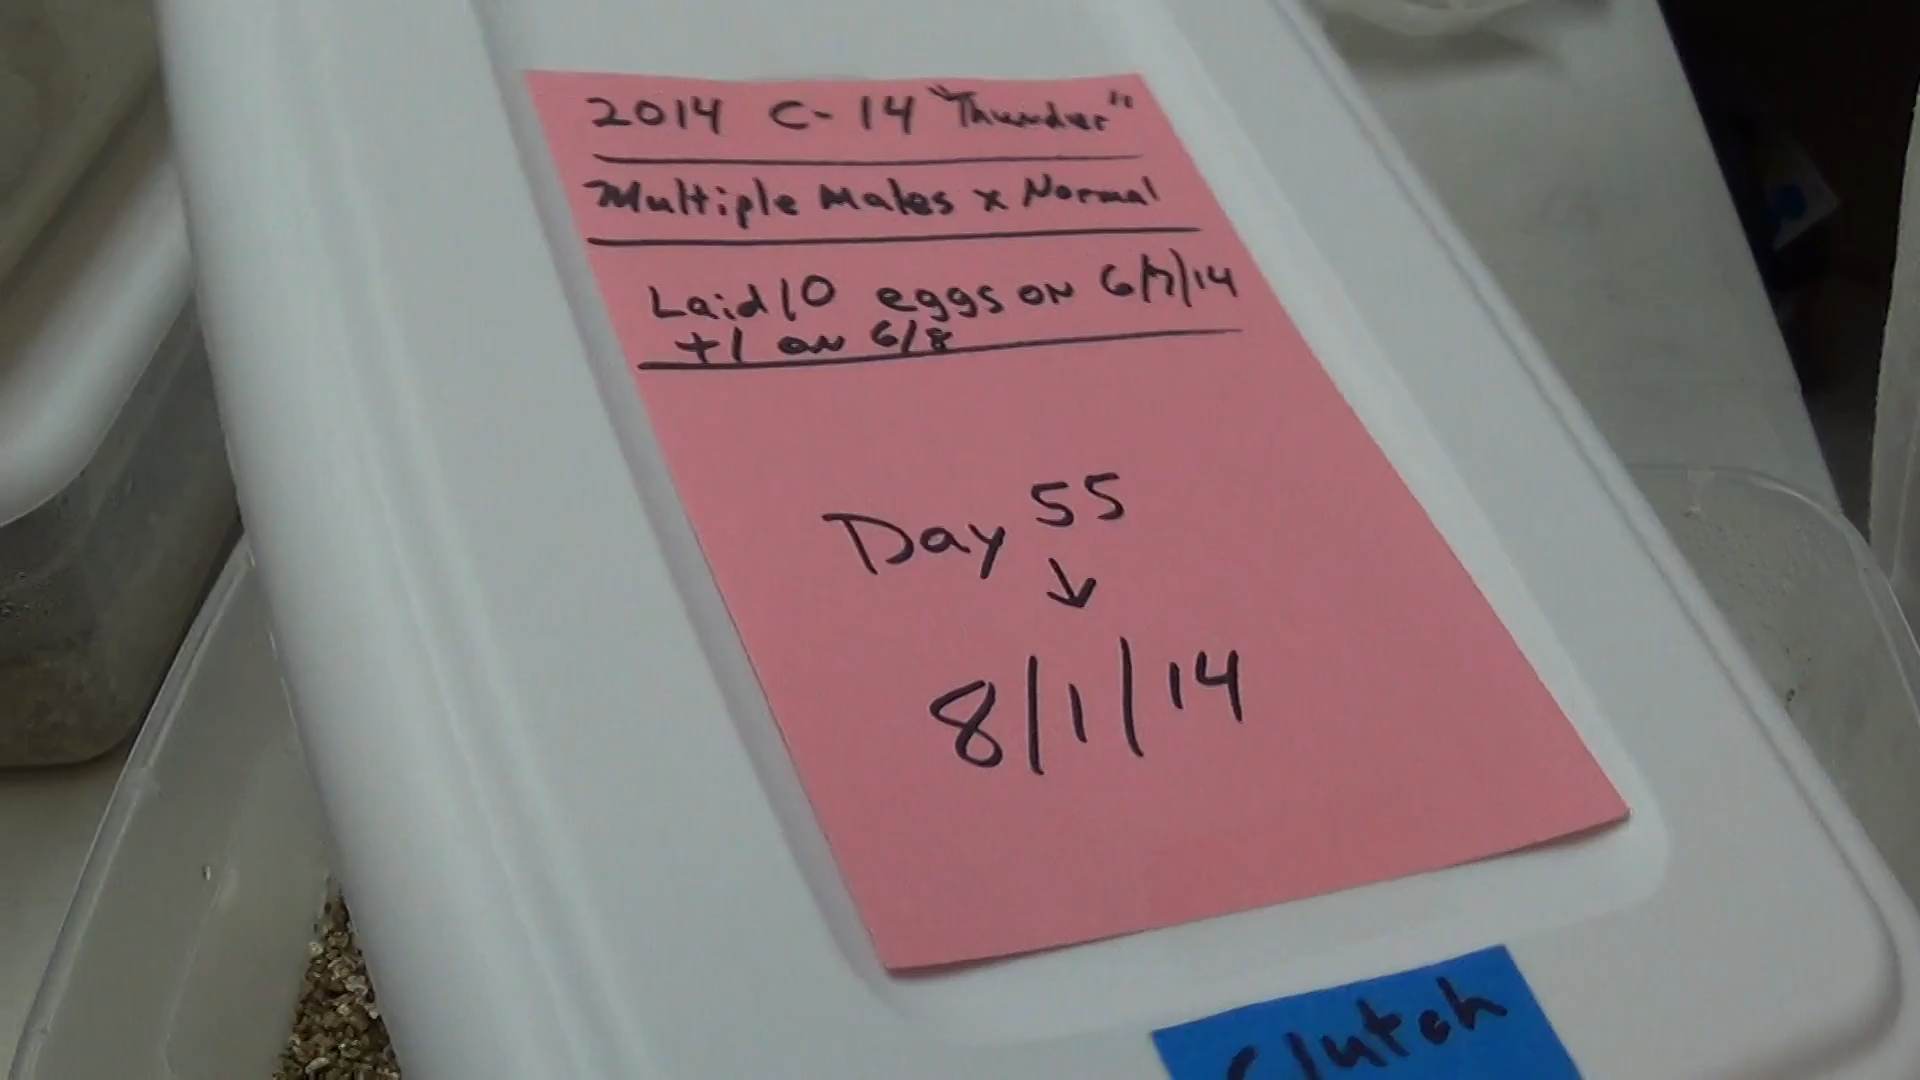 2014 C-14 "Thunder"
Multiple Males x Normal
Laid 10 eggs on 6/7/14
+1 on 6/8
Day 55
↓
8/1/14
Clutch